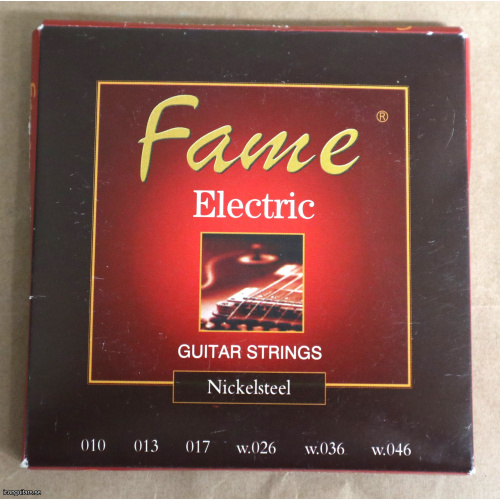 Fame ®
Electric
GUITAR STRINGS
Nickelsteel
010 013 017 w.026 w.036 w.046